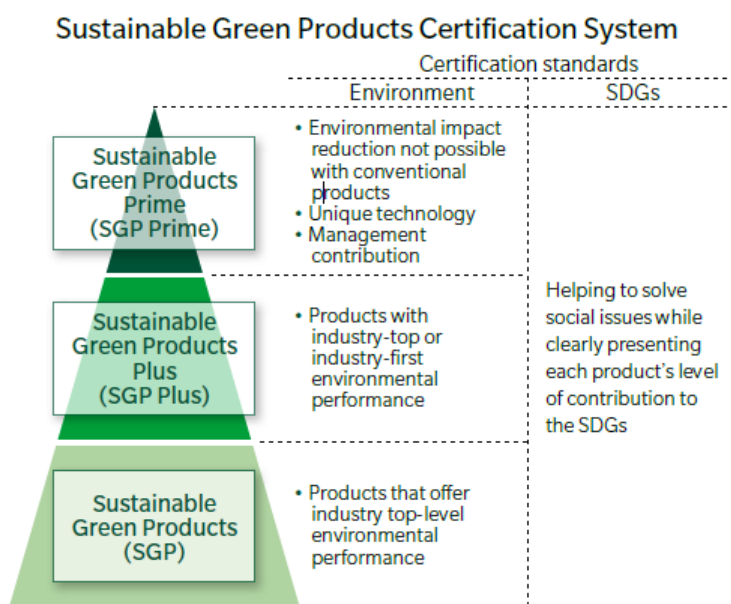 Sustainable Green Products Certification System
Certification standards
Environment
SDGs
Sustainable
Green Products
Prime
(SGP Prime)
• Environmental impact
reduction not possible
with conventional
products
• Unique technology
• Management
contribution
Sustainable
Green Products
Plus
(SGP Plus)
• Products with
industry-top or
industry-first
environmental
performance
Sustainable
Green Products
(SGP)
• Products that offer
industry top-level
environmental
performance
Helping to solve
social issues while
clearly presenting
each product's level
of contribution to
the SDGs